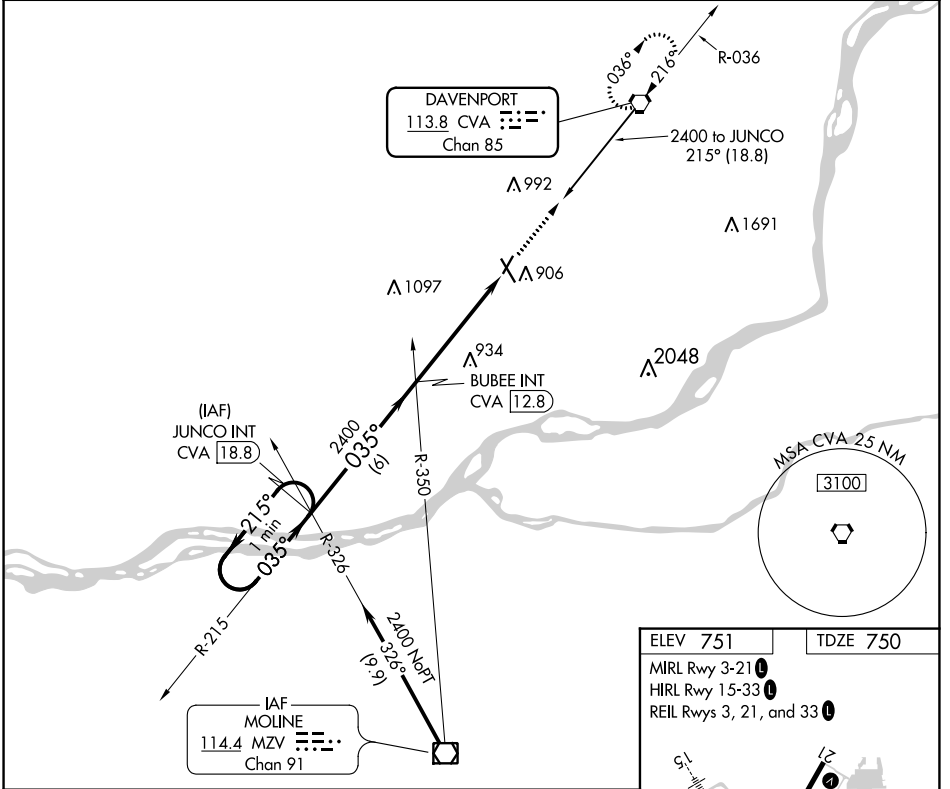 R-036
036°
216°
DAVENPORT
113.8 CVA
Chan 85
2400 to JUNCO
215° (18.8)
992
1691
906
1097
934
2048
BUBEE INT
CVA 12.8
(IAF)
JUNCO INT
CVA 18.8
2400
035°
(6)
R-350
MSA CVA 25 NM
3100
215°
1 min
035°
R-326
R-215
2400 NoPT
326°
(9.9)
IAF
MOLINE
114.4 MZV
Chan 91
ELEV 751
TDZE 750
MIRL Rwy 3-21 L
HIRL Rwy 15-33 L
REIL Rwys 3, 21, and 33 L
15
21
V